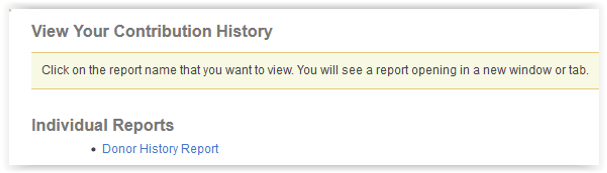 View Your Contribution History
Click on the report name that you want to view. You will see a report opening in a new window or tab.
Individual Reports
• Donor History Report